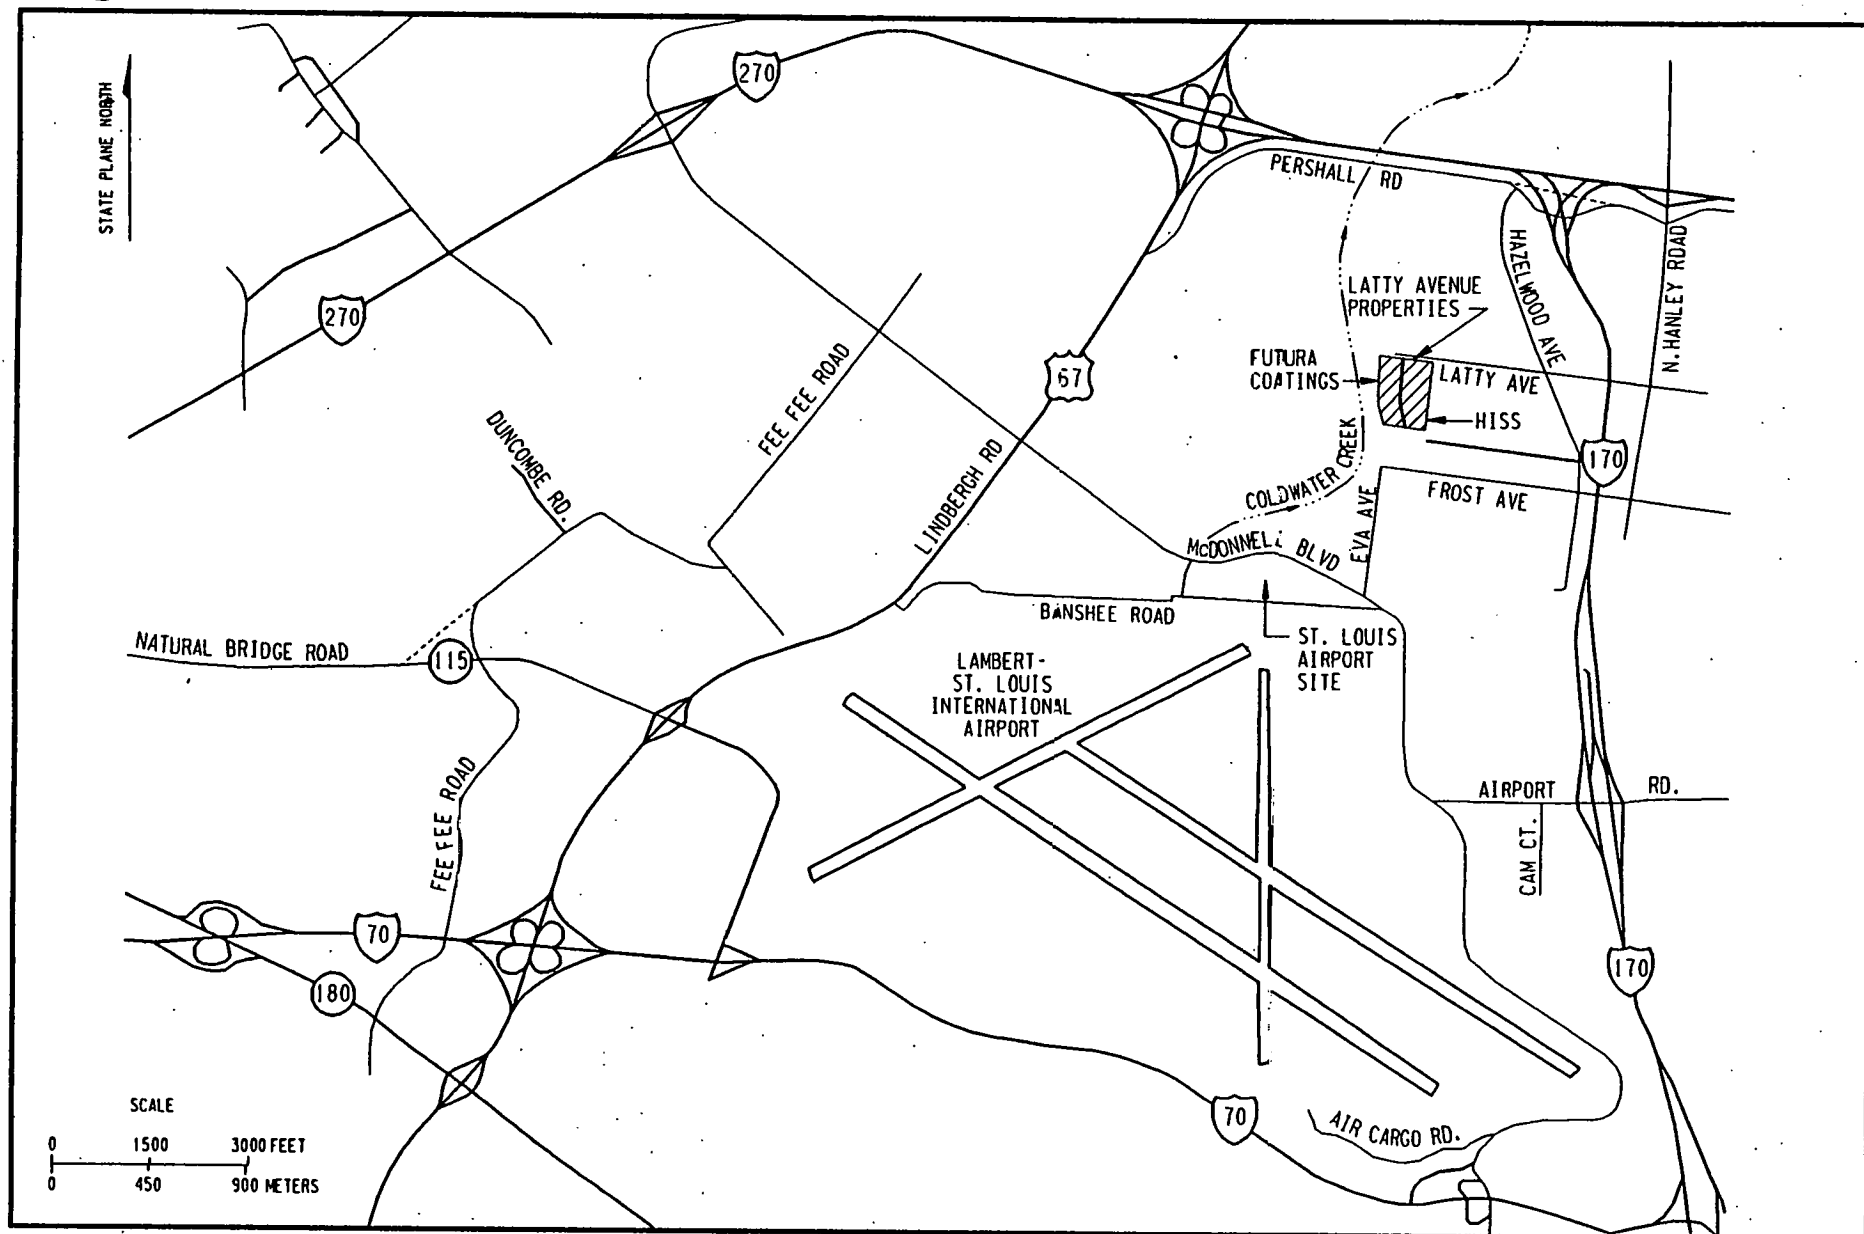 STATE PLANE NORTH
270
270
PERSHALL RD
HAZELWOOD AVE
N. HANLEY ROAD
LATTY AVENUE
PROPERTIES
FUTURA
COATINGS
LATTY AVE
HISS
67
FEE FEE ROAD
DUNCOMBE RD.
LINDBERGH RD
COLDWATER CREEK
170
FROST AVE
EVA AVE
McDONNELL BLVD
BANSHEE ROAD
NATURAL BRIDGE ROAD
115
ST. LOUIS
AIRPORT
SITE
LAMBERT-
ST. LOUIS
INTERNATIONAL
AIRPORT
AIRPORT RD.
CAM CT.
FEE FEE ROAD
70
180
170
70
AIR CARGO RD.
SCALE
0 1500 3000 FEET
0 450 900 METERS